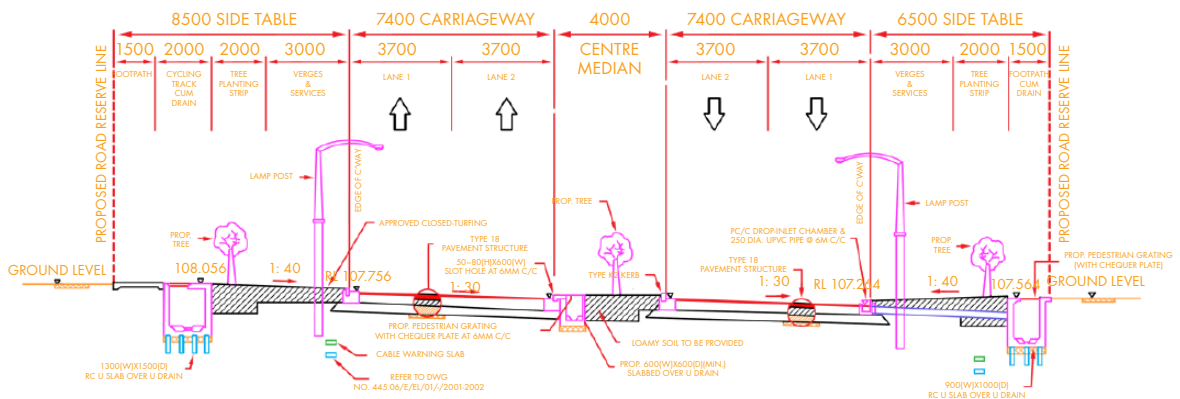 8500 SIDE TABLE
7400 CARRIAGEWAY
4000
7400 CARRIAGEWAY
6500 SIDE TABLE
1500
2000
2000
3000
3700
3700
CENTRE
MEDIAN
3700
3700
3000
2000
1500
FOOTPATH
CYCLING
TRACK
CUM
DRAIN
TREE
PLANTING
STRIP
VERGES
&
SERVICES
LANE 1
LANE 2
LANE 2
LANE 1
VERGES
&
SERVICES
TREE
PLANTING
STRIP
FOOTPATH
CUM
DRAIN
PROPOSED ROAD RESERVE LINE
PROPOSED ROAD RESERVE LINE
EDGE OF C'WAY
EDGE OF C'WAY
LAMP POST
LAMP POST
PROP. TREE
APPROVED CLOSED-TURFING
PROP.
TREE
TYPE 18
PAVEMENT STRUCTURE
50-80(H)X600(W)
SLOT HOLE AT 6MM C/C
PC/C DROP-INLET CHAMBER &
250 DIA. UPVC PIPE @ 6M C/C
TYPE 18
PAVEMENT STRUCTURE
TYPE K2 KERB
PROP.
TREE
PROP. PEDESTRIAN GRATING
(WITH CHEQUER PLATE)
GROUND LEVEL
108.056
1: 40
RL 107.756
1: 30
1: 30
RL 107.264
1: 40
107.564
GROUND LEVEL
PROP. PEDESTRIAN GRATING
WITH CHEQUER PLATE AT 6MM C/C
LOAMY SOIL TO BE PROVIDED
CABLE WARNING SLAB
PROP. 600(W)X600(D)(MIN.)
SLABBED OVER U DRAIN
1300(W)X1500(D)
RC U SLAB OVER U DRAIN
REFER TO DWG
NO. 445.06/E/EL/01/-/2001-2002
900(W)X1000(D)
RC U SLAB OVER U DRAIN